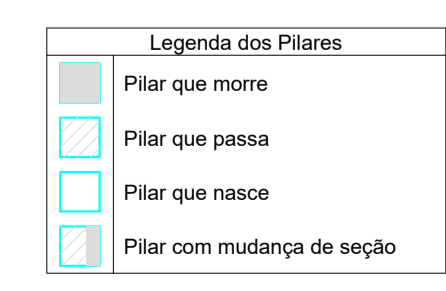 Legenda dos Pilares
Pilar que morre
Pilar que passa
Pilar que nasce
Pilar com mudança de seção